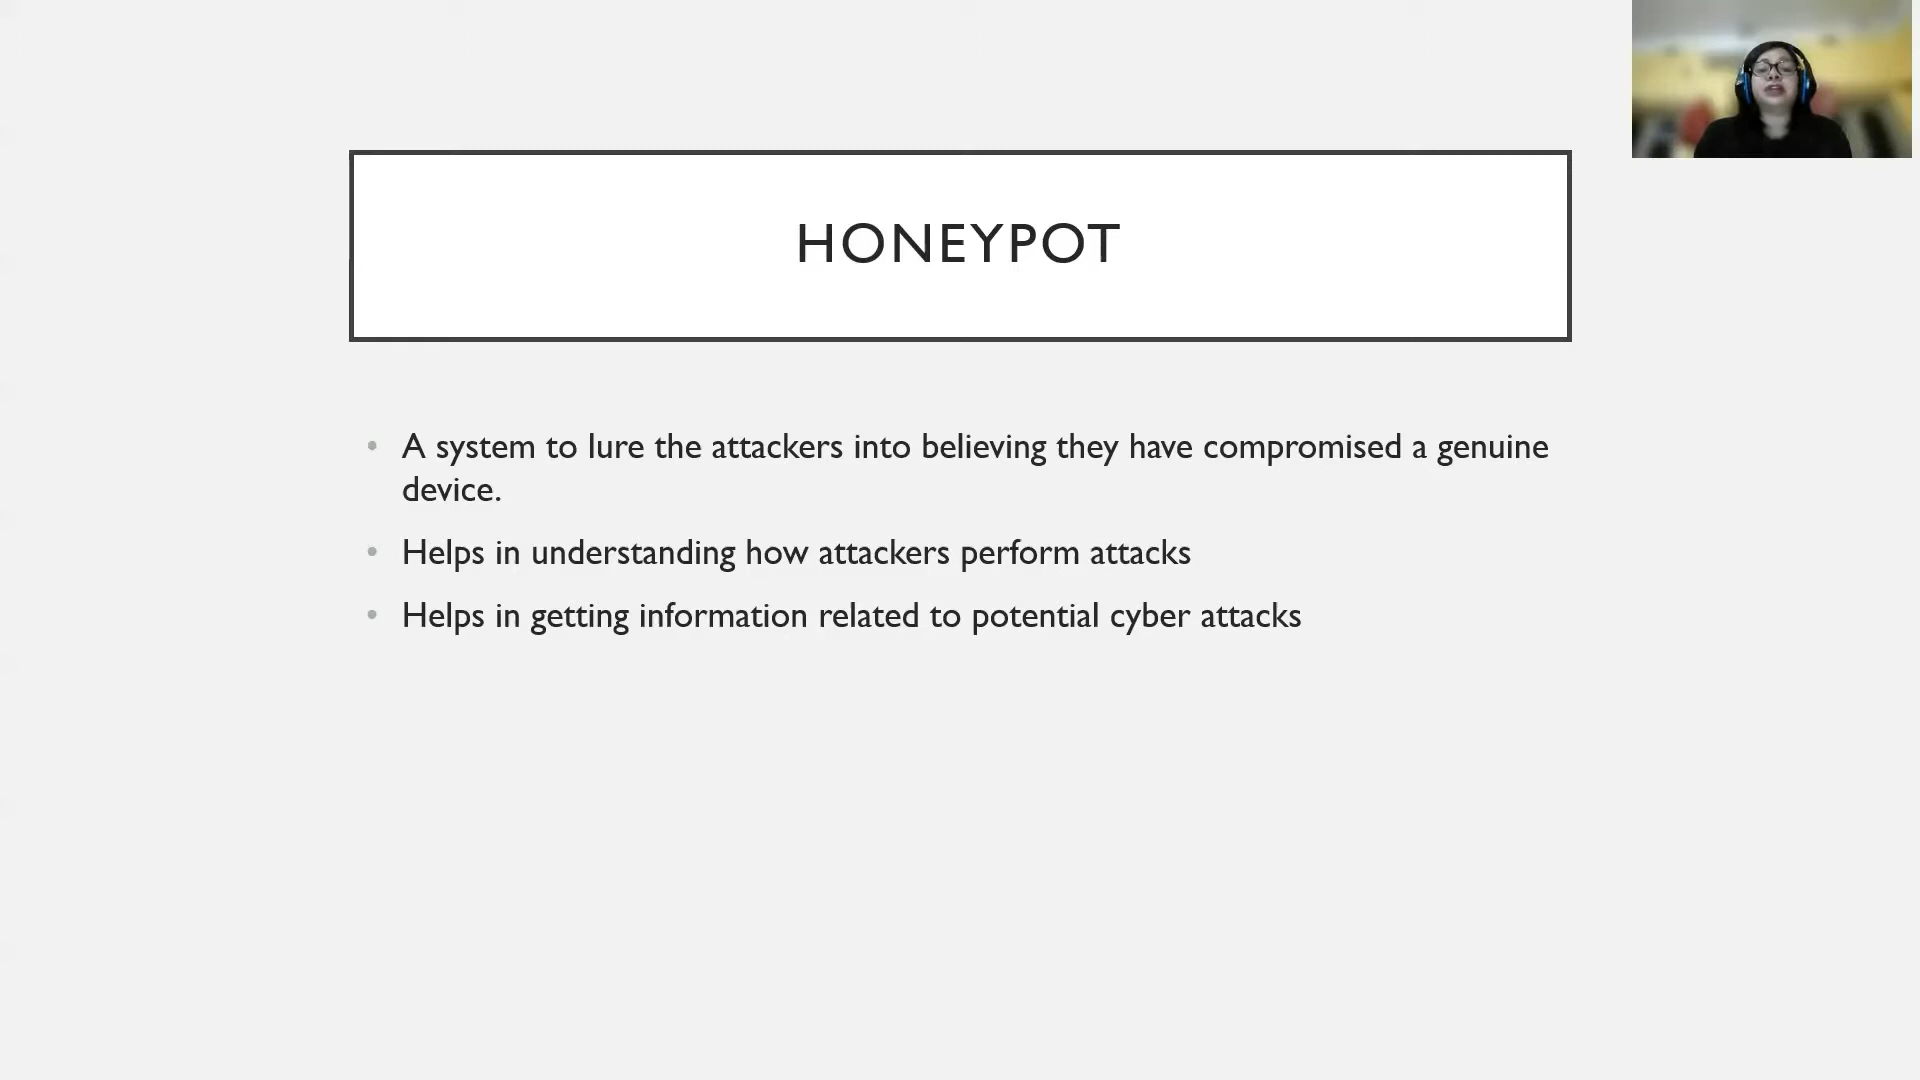 HONEYPOT
• A system to lure the attackers into believing they have compromised a genuine
device.
• Helps in understanding how attackers perform attacks
• Helps in getting information related to potential cyber attacks